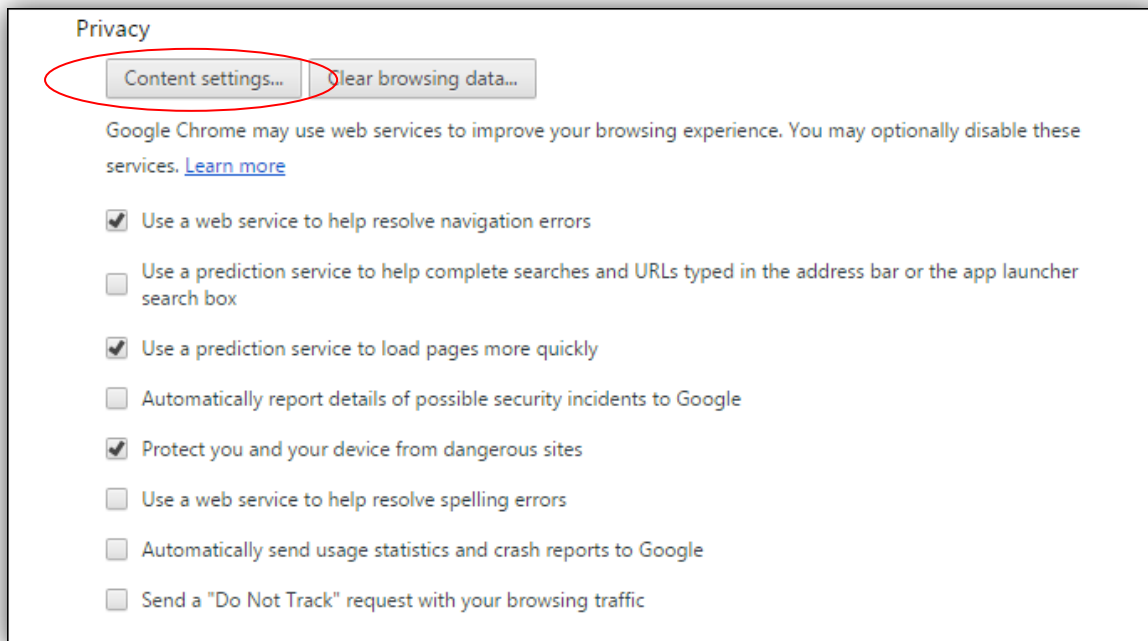 Privacy
Content settings... Clear browsing data...
Google Chrome may use web services to improve your browsing experience. You may optionally disable these
services. Learn more
Use a web service to help resolve navigation errors
Use a prediction service to help complete searches and URLs typed in the address bar or the app launcher
search box
Use a prediction service to load pages more quickly
Automatically report details of possible security incidents to Google
Protect you and your device from dangerous sites
Use a web service to help resolve spelling errors
Automatically send usage statistics and crash reports to Google
Send a "Do Not Track" request with your browsing traffic